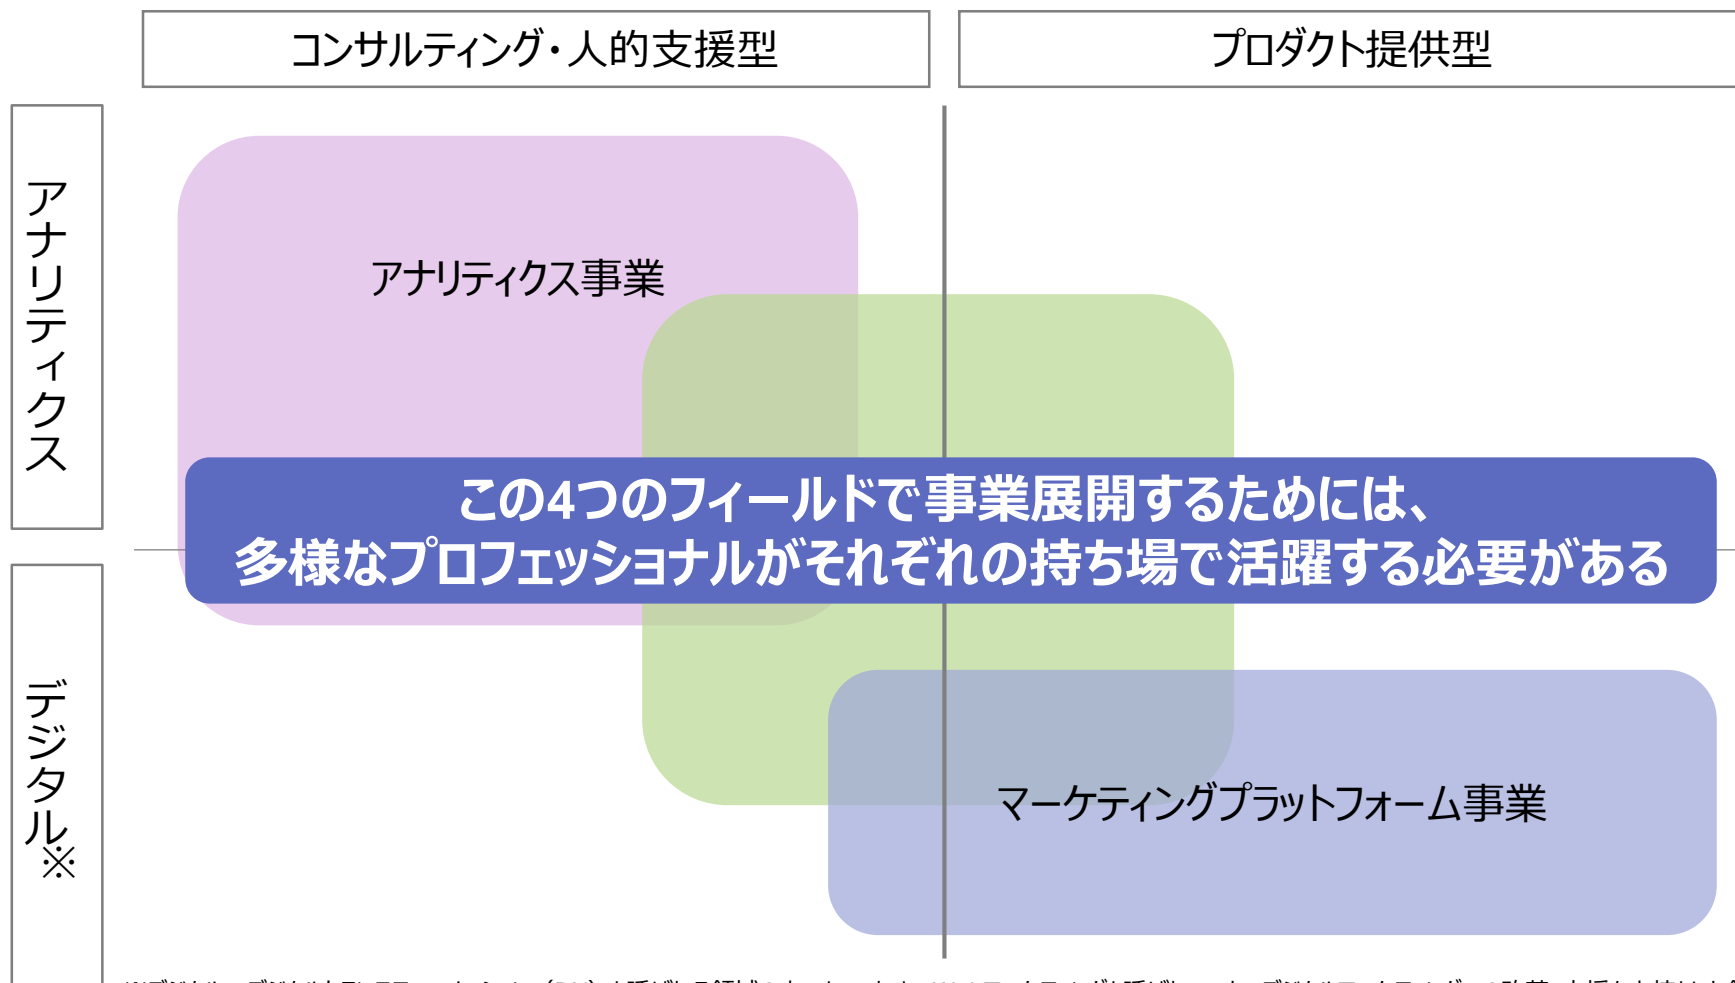 コンサルティング・人的支援型
プロダクト提供型
アナリティクス
アナリティクス事業
この4つのフィールドで事業展開するためには、
多様なプロフェッショナルがそれぞれの持ち場で活躍する必要がある
デジタル※
マーケティングプラットフォーム事業